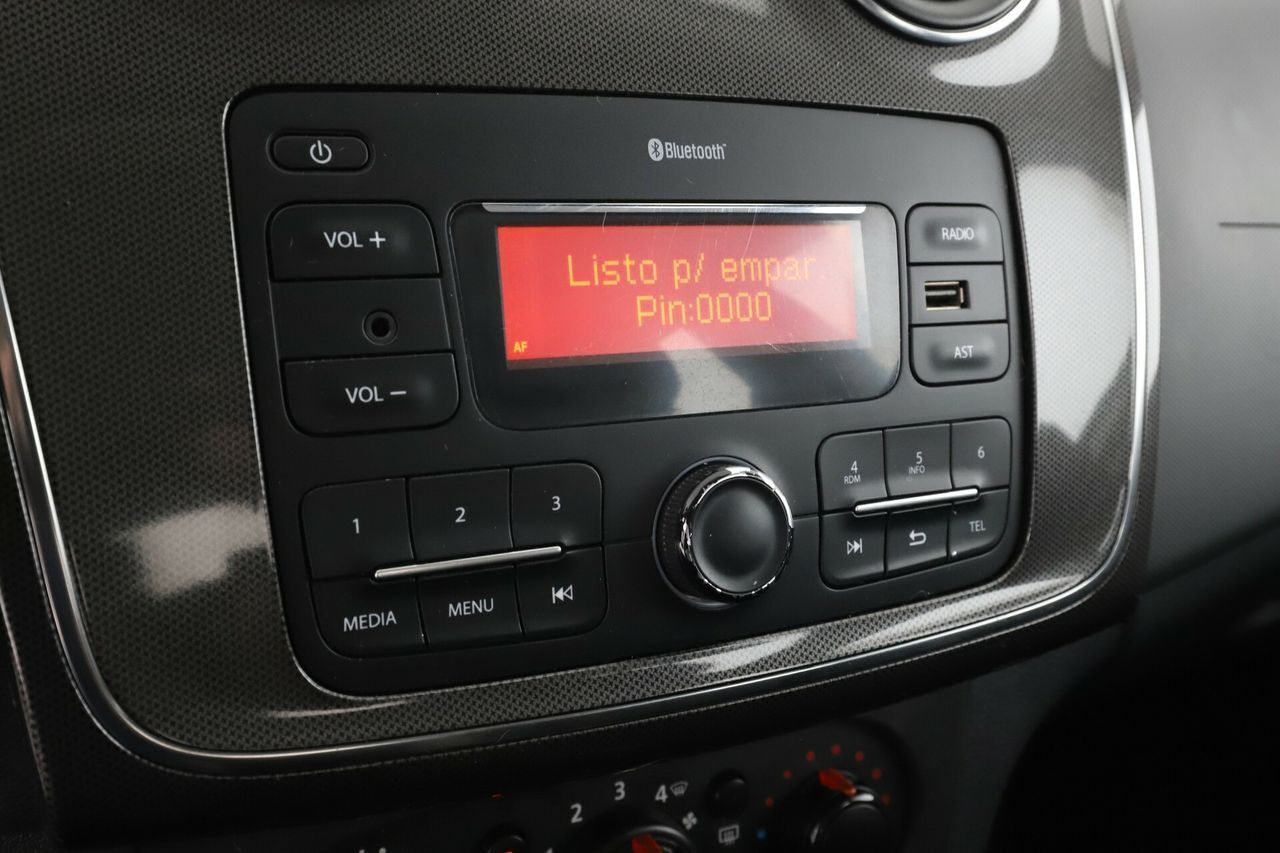 Bluetooth
VOL +
RADIO
Listo p/ empar
Pin:0000
AF
VOL −
AST
1
2
3
4
RDM
5
INFO
6
MEDIA
MENU
TEL
2
3
4